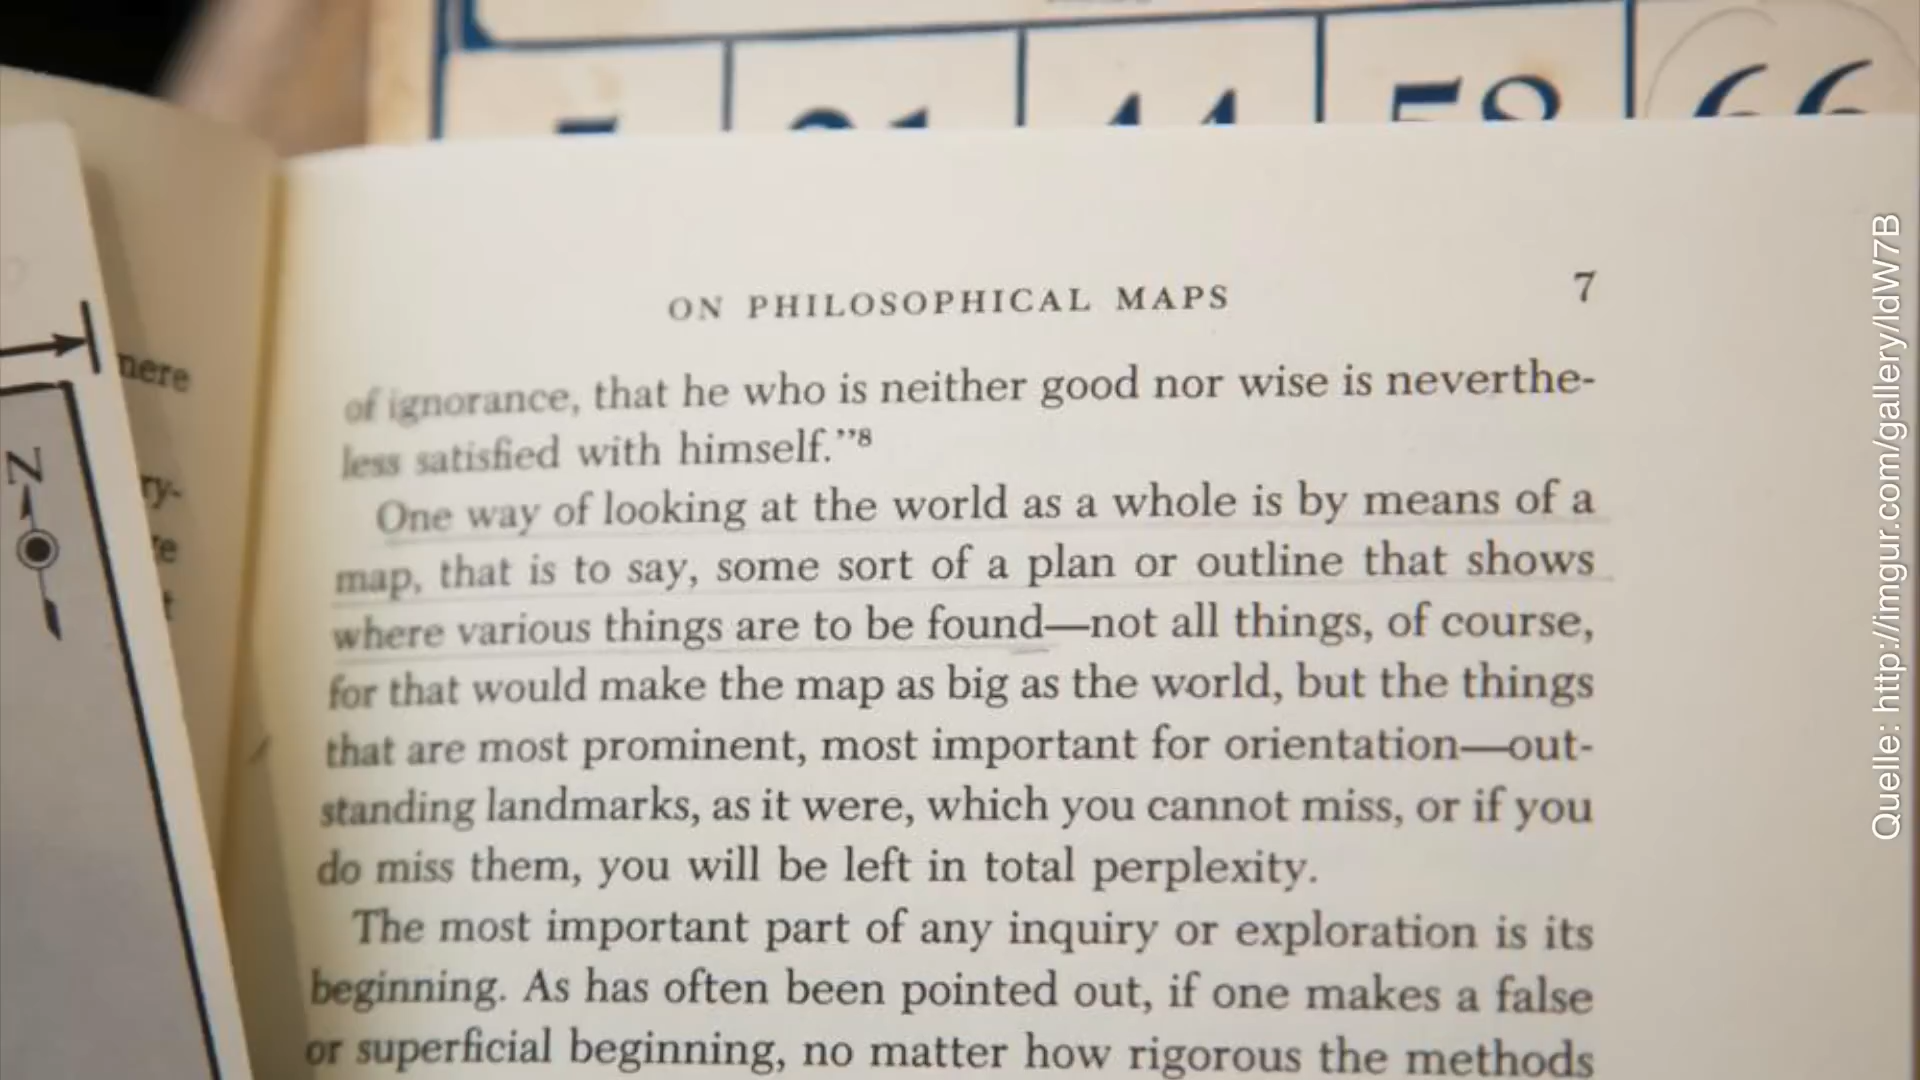 58
66
ON PHILOSOPHICAL MAPS 7
of ignorance, that he who is neither good nor wise is neverthe-
less satisfied with himself."8
One way of looking at the world as a whole is by means of a
map, that is to say, some sort of a plan or outline that shows
where various things are to be found—not all things, of course,
for that would make the map as big as the world, but the things
that are most prominent, most important for orientation—out-
standing landmarks, as it were, which you cannot miss, or if you
do miss them, you will be left in total perplexity.
The most important part of any inquiry or exploration is its
beginning. As has often been pointed out, if one makes a false
or superficial beginning, no matter how rigorous the methods
N
ry-
Quelle: http://imgur.com/gallery/ldW7B